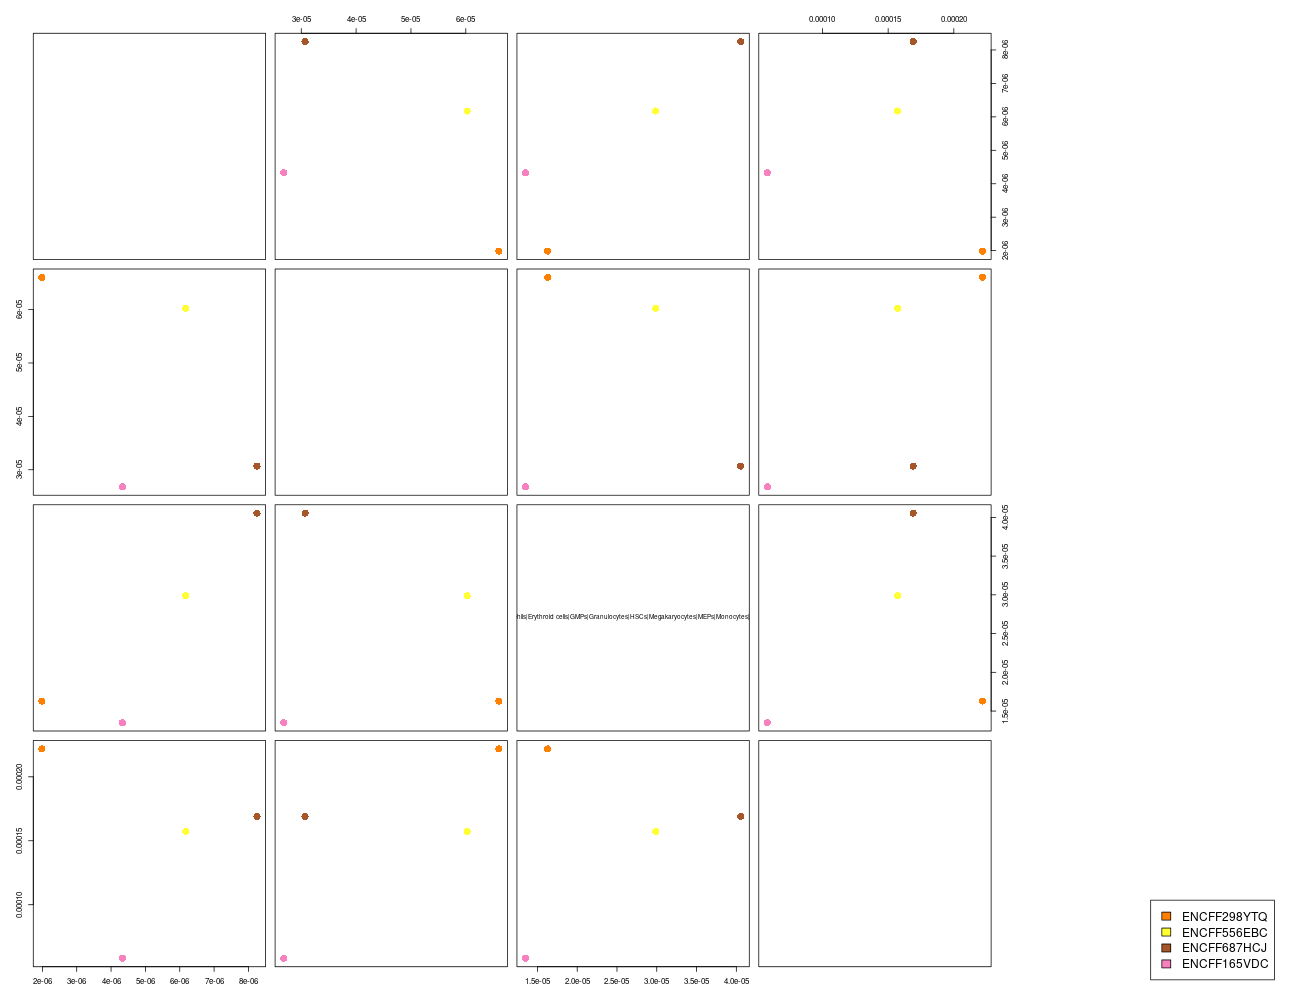 3e-05 4e-05 5e-05 6e-05
0.00010 0.00015 0.00020
2e-06 3e-06 4e-06 5e-06 6e-06 7e-06 8e-06
3e-05 4e-05 5e-05 6e-05
hils|Erythroid cells|GMPs|Granulocytes|HSCs|Megakaryocytes|MEPs|Monocytes|
1.5e-05 2.0e-05 2.5e-05 3.0e-05 3.5e-05 4.0e-05
0.00010 0.00015 0.00020
2e-06 3e-06 4e-06 5e-06 6e-06 7e-06 8e-06
1.5e-05 2.0e-05 2.5e-05 3.0e-05 3.5e-05 4.0e-05
ENCFF298YTQ
ENCFF556EBC
ENCFF687HCJ
ENCFF165VDC